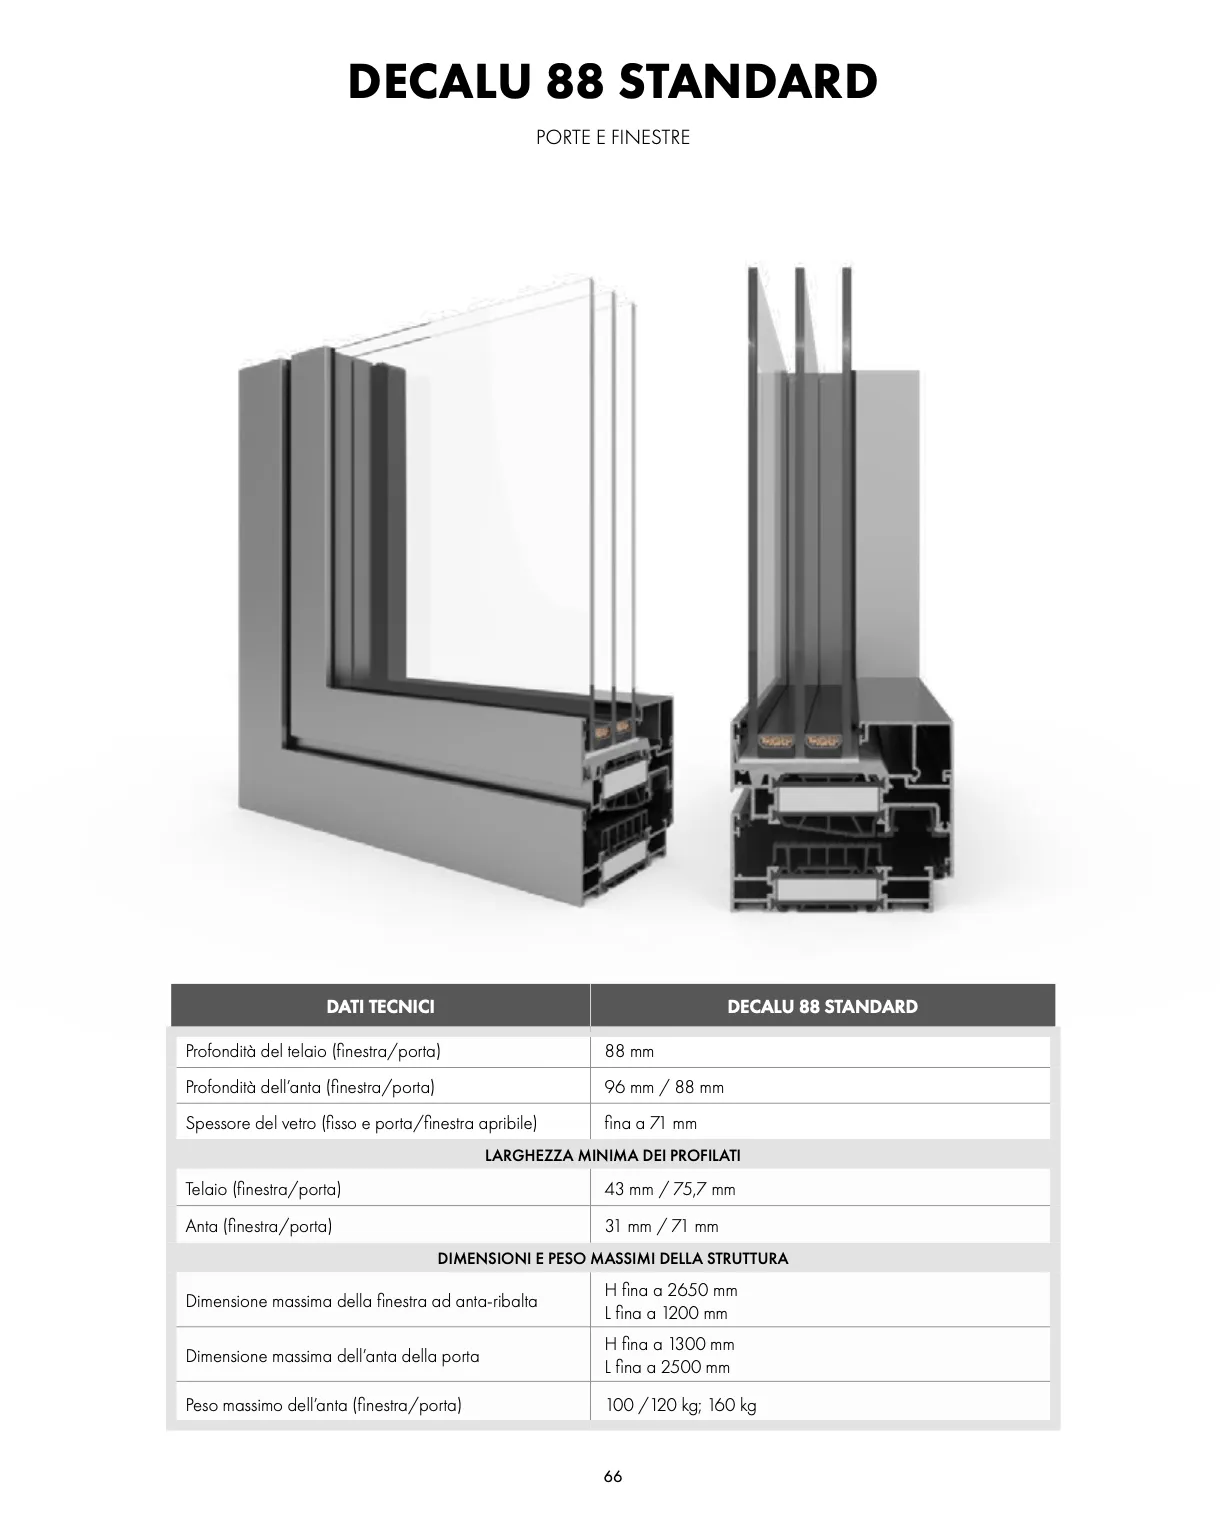 DECALU 88 STANDARD
PORTE E FINESTRE
DATI TECNICI
DECALU 88 STANDARD
Profondità del telaio (finestra/porta)
88 mm
Profondità dell'anta (finestra/porta)
96 mm / 88 mm
Spessore del vetro (fisso e porta/finestra apribile)
fina a 71 mm
LARGHEZZA MINIMA DEI PROFILATI
Telaio (finestra/porta)
43 mm / 75,7 mm
Anta (finestra/porta)
31 mm / 71 mm
DIMENSIONI E PESO MASSIMI DELLA STRUTTURA
Dimensione massima della finestra ad anta-ribalta
H fina a 2650 mm
L fina a 1200 mm
Dimensione massima dell'anta della porta
H fina a 1300 mm
L fina a 2500 mm
Peso massimo dell'anta (finestra/porta)
100 /120 kg; 160 kg
66